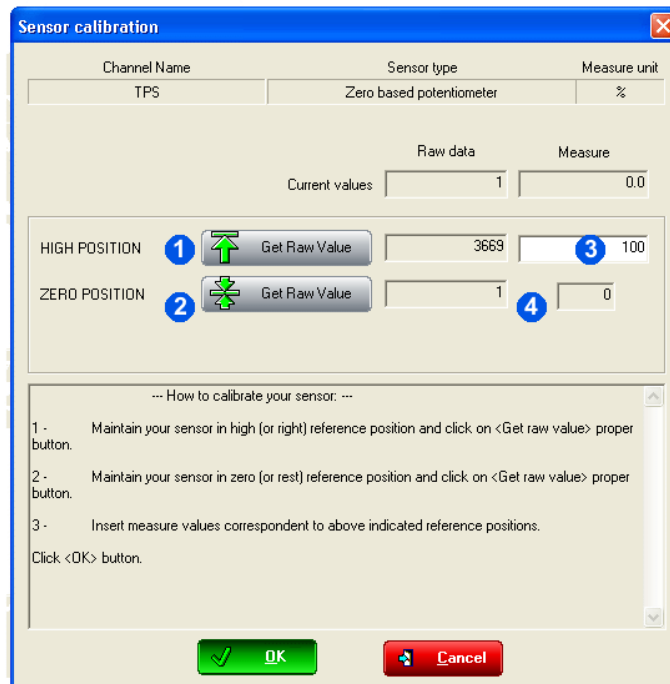 Sensor calibration
Channel Name Sensor type Measure unit
TPS Zero based potentiometer %
Raw data Measure
Current values 1 0.0
HIGH POSITION 1 Get Raw Value 3669 3 100
ZERO POSITION 2 Get Raw Value 1 4 0
--- How to calibrate your sensor: ---
1 - Maintain your sensor in high (or right) reference position and click on <Get raw value> proper
button.
2 - Maintain your sensor in zero (or rest) reference position and click on <Get raw value> proper
button.
3 - Insert measure values correspondent to above indicated reference positions.
Click <OK> button.
OK Cancel